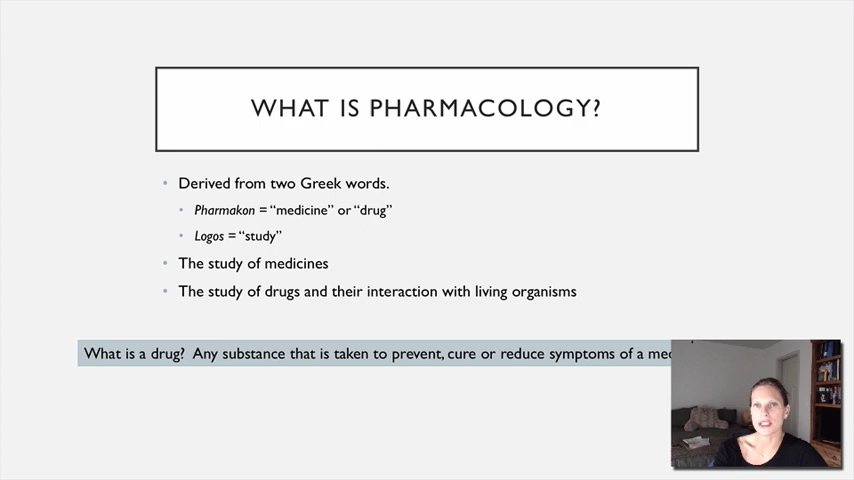 WHAT IS PHARMACOLOGY?
Derived from two Greek words.
Pharmakon = “medicine” or “drug”
Logos = “study”
The study of medicines
The study of drugs and their interaction with living organisms
What is a drug? Any substance that is taken to prevent, cure or reduce symptoms of a